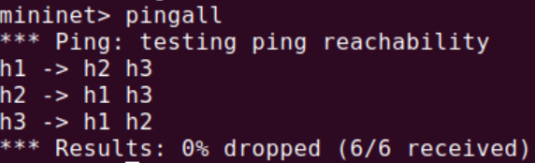 mininet> pingall
*** Ping: testing ping reachability
h1 -> h2 h3
h2 -> h1 h3
h3 -> h1 h2
*** Results: 0% dropped (6/6 received)